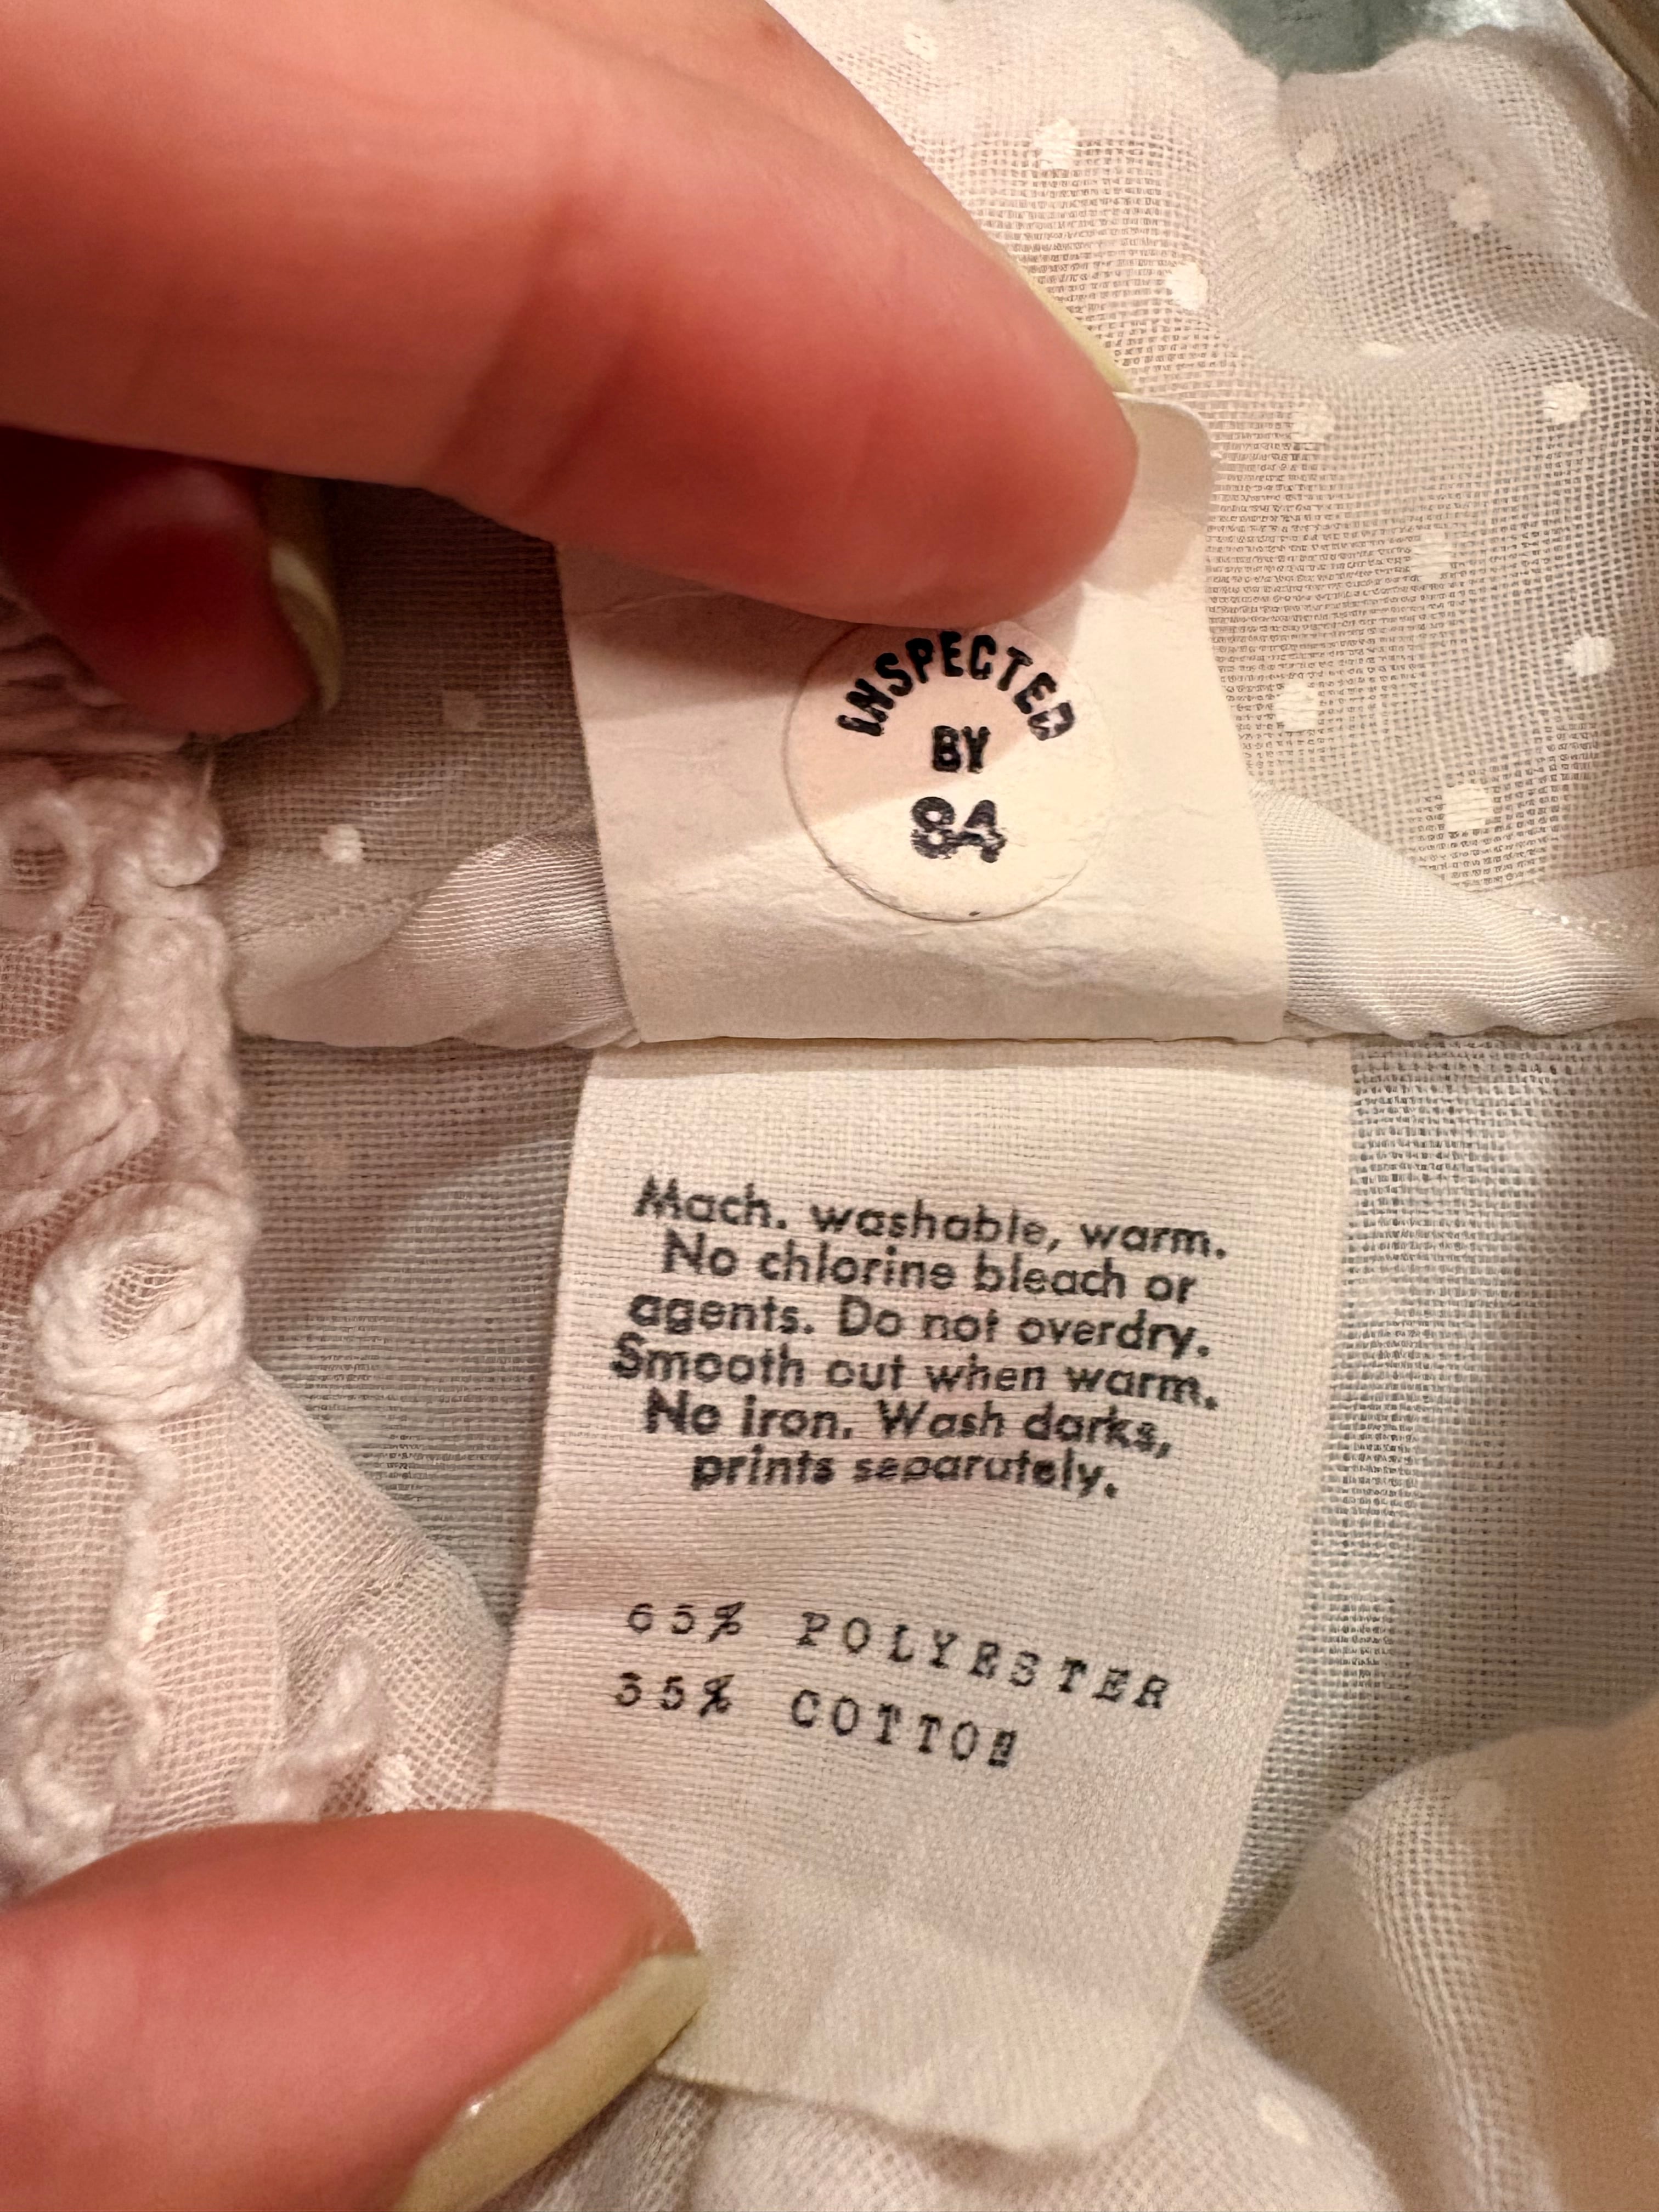 INSPECTED
BY
84
Mach. washable, warm.
No chlorine bleach or
agents. Do not overdry.
Smooth out when warm.
No iron. Wash darks,
prints separately.
65% POLYESTER
35% COTTON